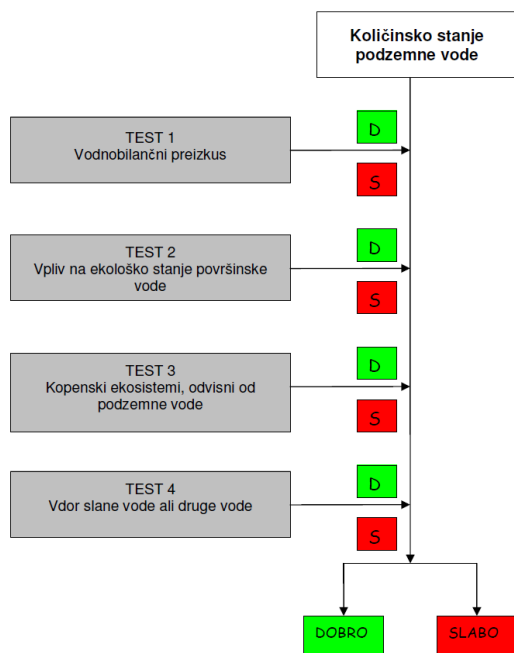 Količinsko stanje
podzemne vode
D
TEST 1
Vodnobilančni preizkus
S
D
TEST 2
Vpliv na ekološko stanje površinske
vode
S
D
TEST 3
Kopenski ekosistemi, odvisni od
podzemne vode
S
D
TEST 4
Vdor slane vode ali druge vode
S
DOBRO
SLABO